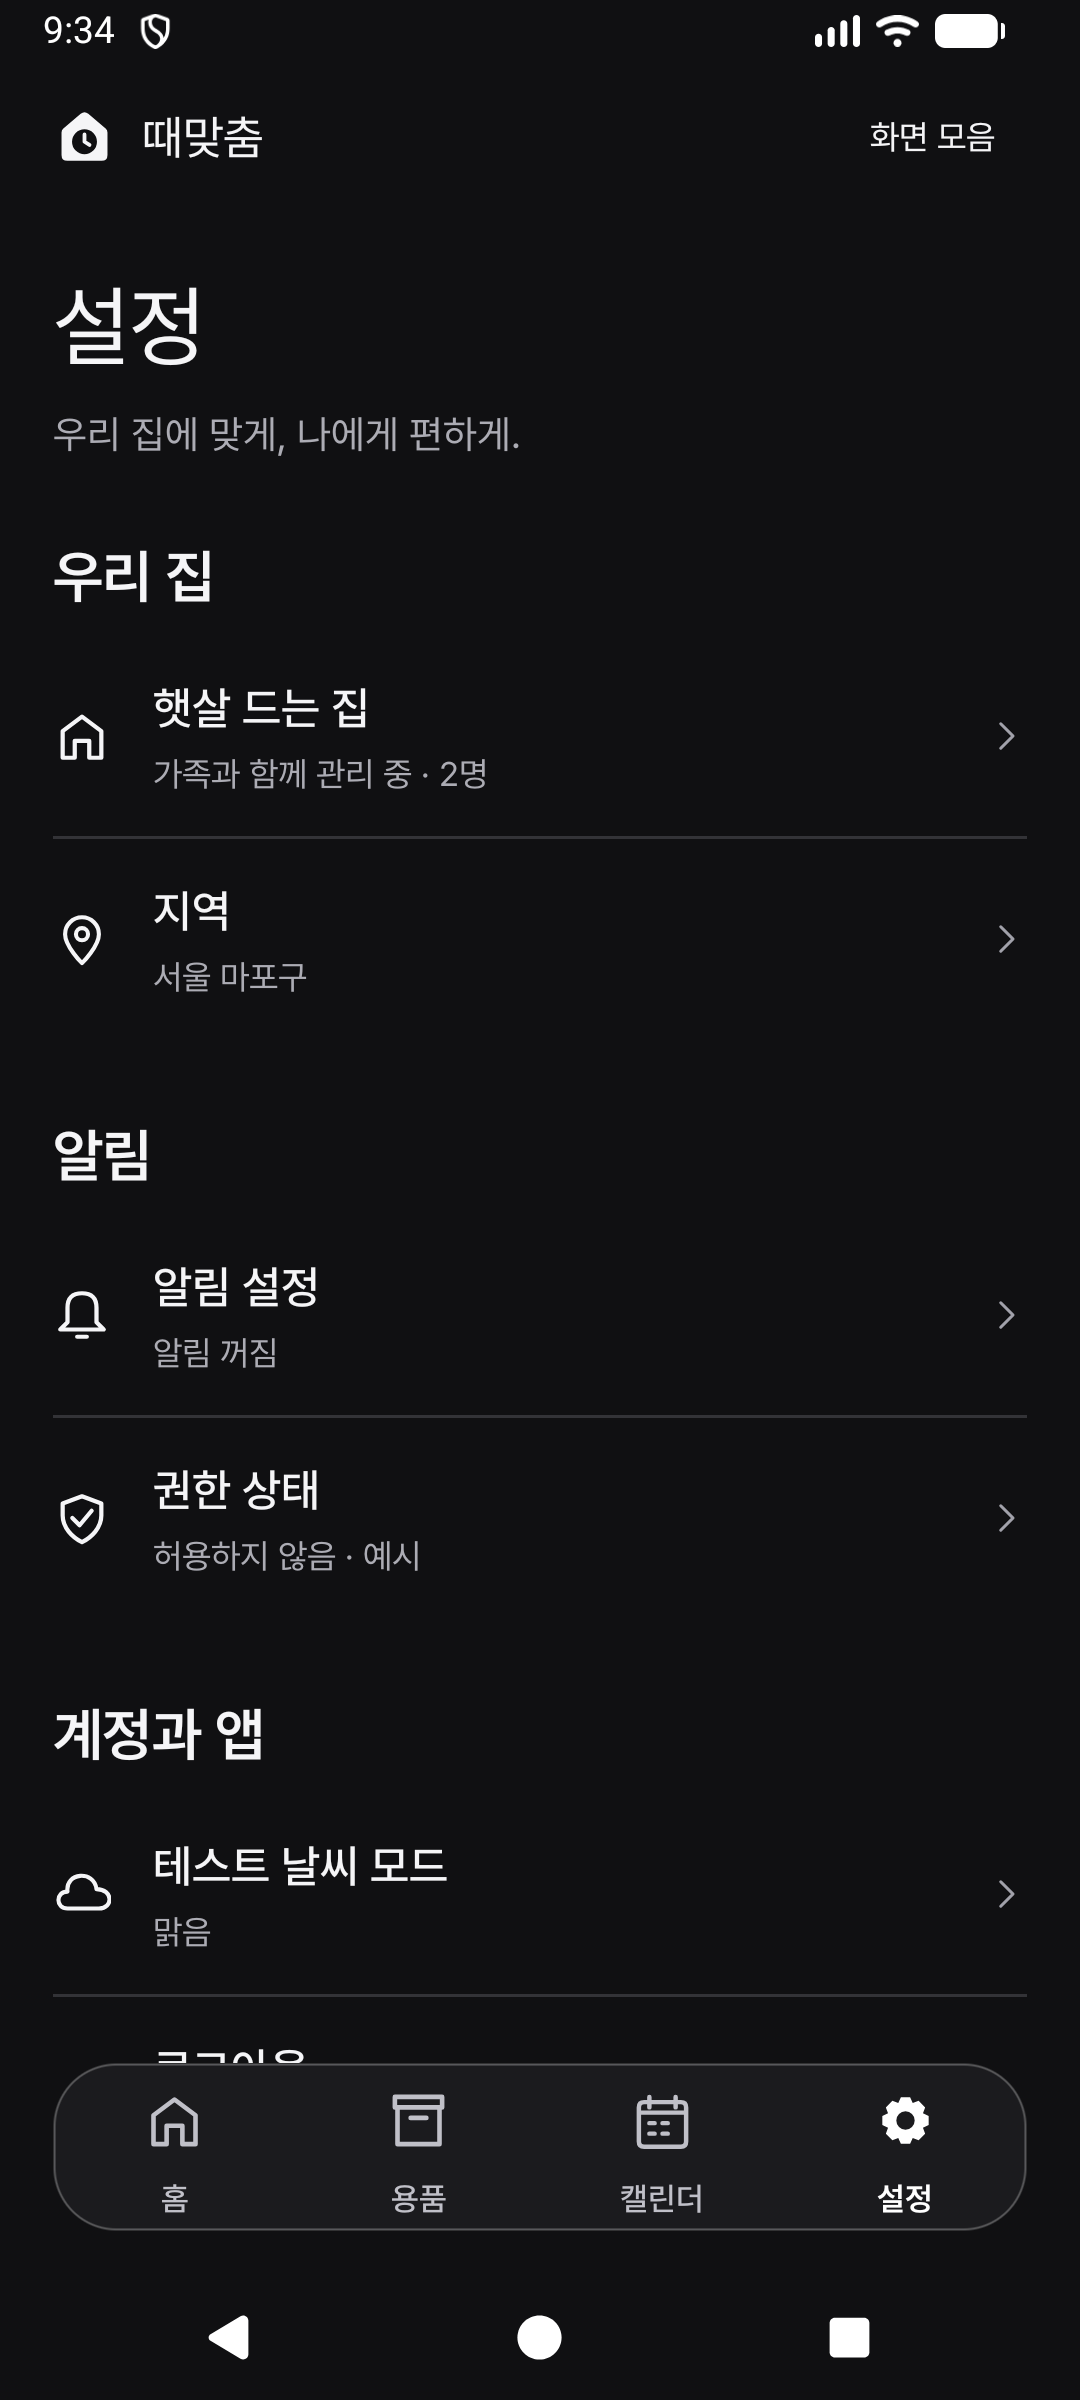 9:34
때맞춤
화면 모음
설정
우리 집에 맞게, 나에게 편하게.
우리 집
햇살 드는 집
가족과 함께 관리 중 · 2명
지역
서울 마포구
알림
알림 설정
알림 꺼짐
권한 상태
허용하지 않음 · 예시
계정과 앱
테스트 날씨 모드
맑음
홈
용품
캘린더
설정